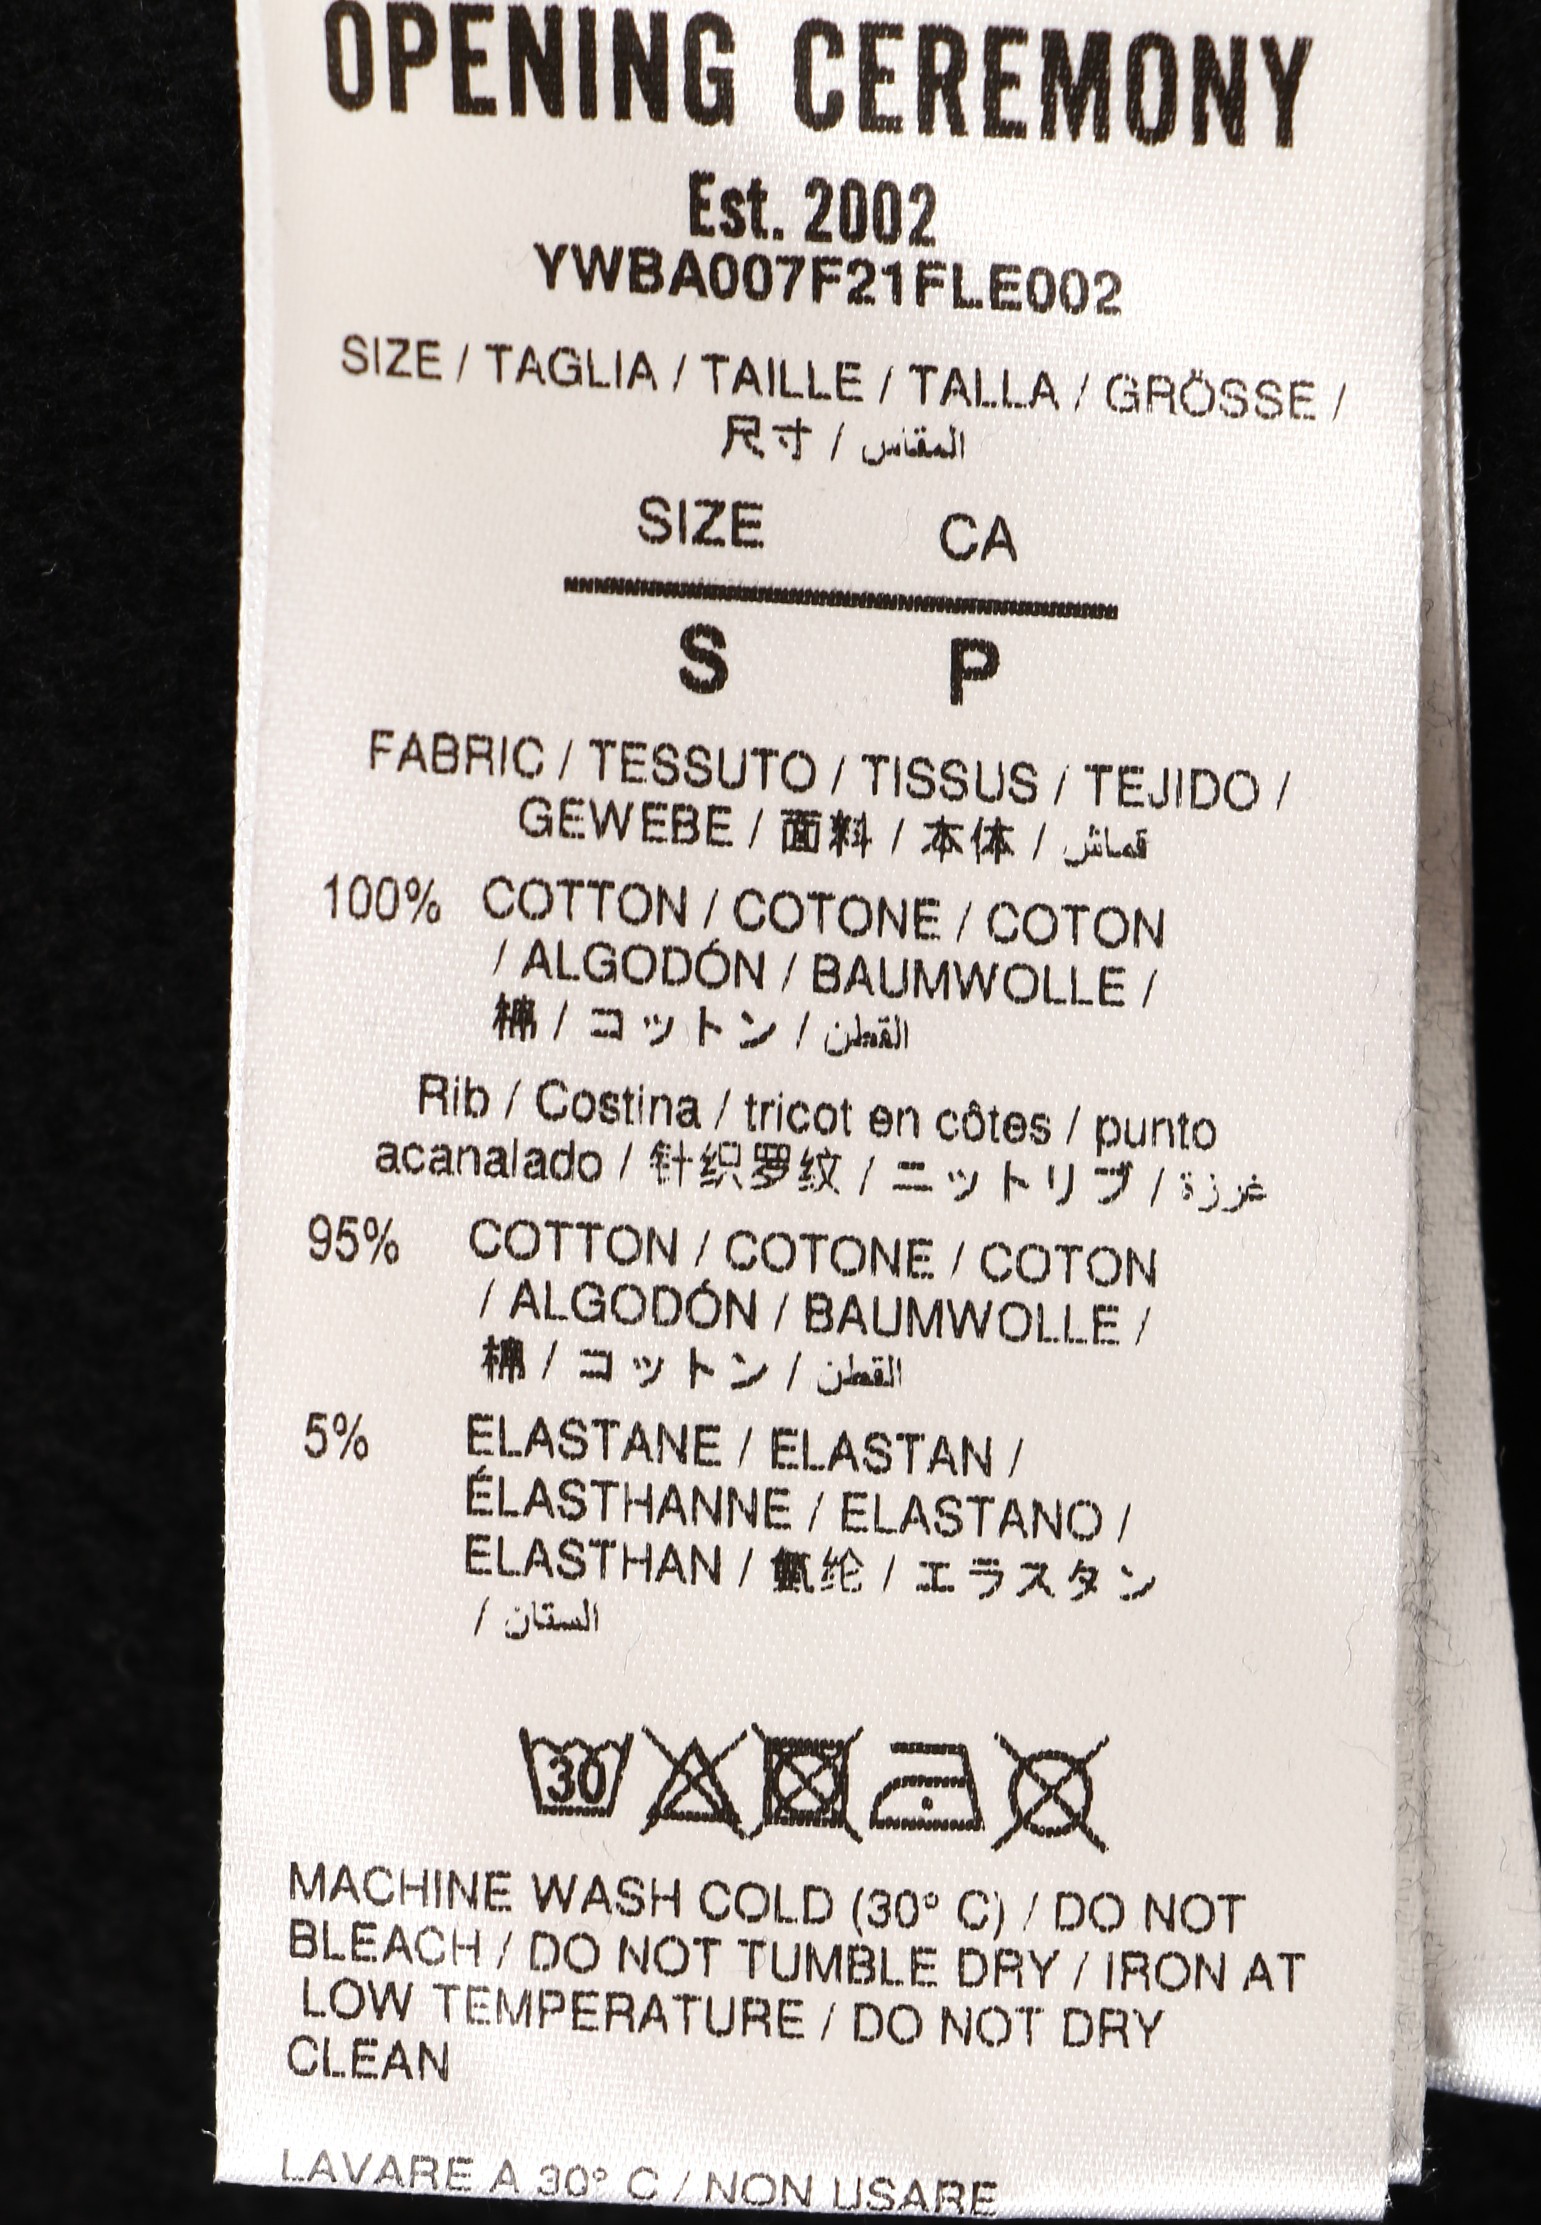 OPENING CEREMONY
Est. 2002
YWBA007F21FLE002
SIZE / TAGLIA / TAILLE / TALLA / GRÖSSE /
尺寸 / المقاس
SIZE CA
S P
FABRIC / TESSUTO / TISSUS / TEJIDO /
GEWEBE / 面料 / 本体 / قماش
100% COTTON / COTONE / COTON
/ ALGODÓN / BAUMWOLLE /
棉 / コットン / القطن
Rib / Costina / tricot en côtes / punto
acanalado / 针织罗纹 / ニットリブ / غرزة
95% COTTON / COTONE / COTON
/ ALGODÓN / BAUMWOLLE /
棉 / コットン / القطن
5% ELASTANE / ELASTAN /
ÉLASTHANNE / ELASTANO /
ELASTHAN / 氨纶 / エラスタン
/ الستان
30
MACHINE WASH COLD (30° C) / DO NOT
BLEACH / DO NOT TUMBLE DRY / IRON AT
LOW TEMPERATURE / DO NOT DRY
CLEAN
LAVARE A 30° C / NON USARE